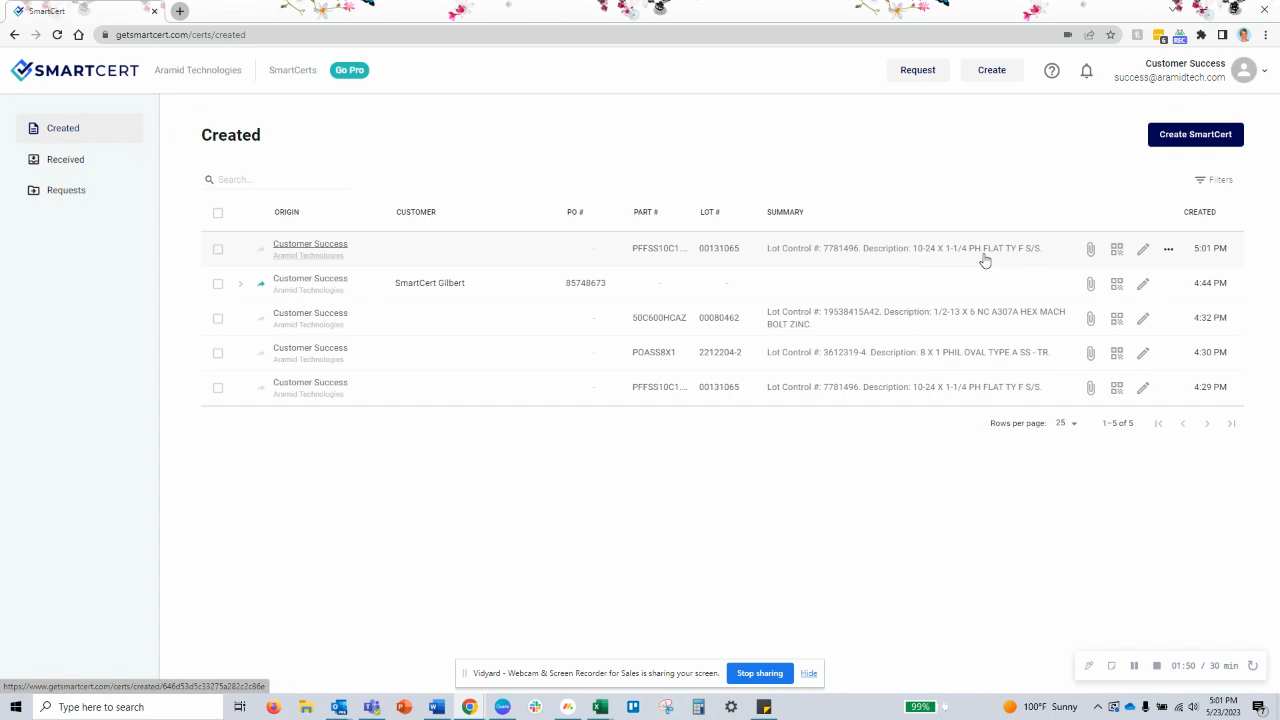 SmartCert
getsmartcert.com/certs/created
6
REC
SMARTCERT
Aramid Technologies
SmartCerts
Go Pro
Request
Create
Customer Success
success@aramidtech.com
Created
Received
Requests
Created
Create SmartCert
Search...
Filters
ORIGIN CUSTOMER PO # PART # LOT # SUMMARY CREATED
Customer Success
Aramid Technologies
- PFFSS10C1.... 00131065 Lot Control #: 7781496. Description: 10-24 X 1-1/4 PH FLAT TY F S/S. 5:01 PM
Customer Success
Aramid Technologies
SmartCert Gilbert 85748673 - - 4:44 PM
Customer Success
Aramid Technologies
- 50C600HCAZ 00080462 Lot Control #: 19538415A42. Description: 1/2-13 X 6 NC A307A HEX MACH
BOLT ZINC. 4:32 PM
Customer Success
Aramid Technologies
- POASS8X1 2212204-2 Lot Control #: 3612319-4. Description: 8 X 1 PHIL OVAL TYPE A SS - TR. 4:30 PM
Customer Success
Aramid Technologies
- PFFSS10C1.... 00131065 Lot Control #: 7781496. Description: 10-24 X 1-1/4 PH FLAT TY F S/S. 4:29 PM
Rows per page: 25 1-5 of 5
Vidyard - Webcam & Screen Recorder for Sales is sharing your screen. Stop sharing Hide
01:50 / 30 min
https://www.getsmartcert.com/certs/created/646d53d5c33275a282c2c86e
Type here to search
99%
100°F Sunny
5:01 PM
5/23/2023